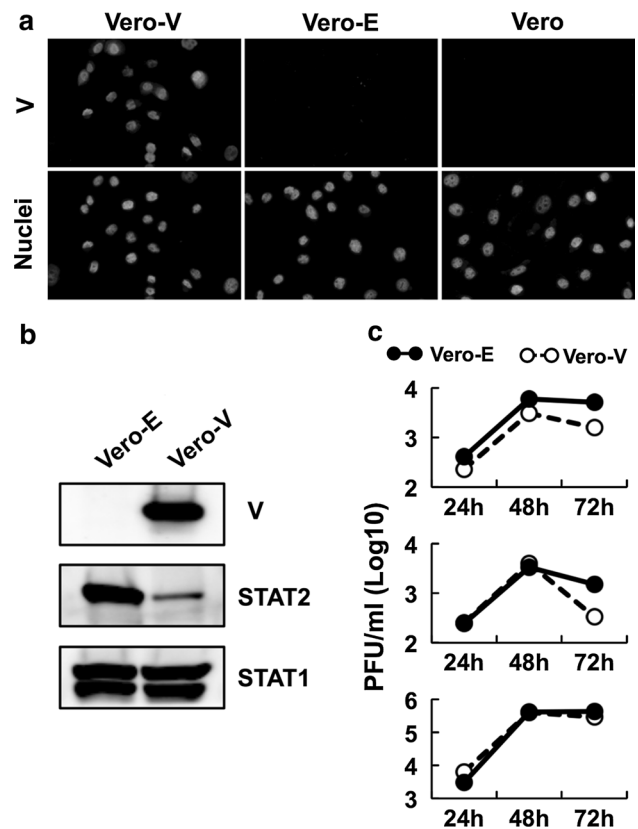 a
Vero-V Vero-E Vero
V
Nuclei
b
Vero-E Vero-V
V
STAT2
STAT1
c
Vero-E Vero-V
PFU/ml (Log10)
4
3
2
24h 48h 72h
4
3
2
24h 48h 72h
6
5
4
3
24h 48h 72h